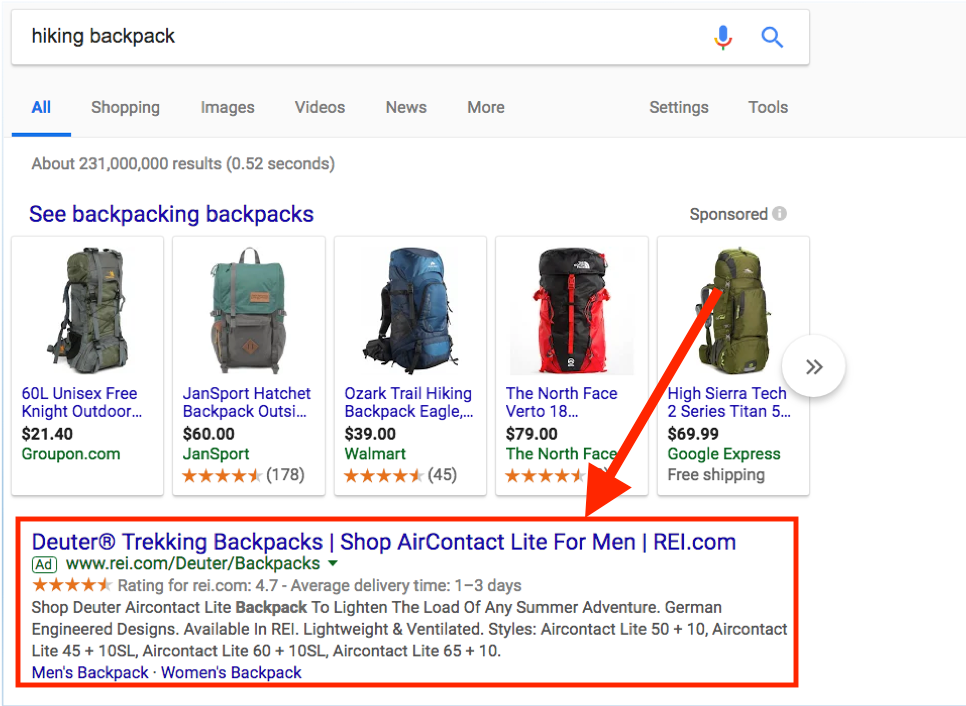 hiking backpack
All Shopping Images Videos News More Settings Tools
About 231,000,000 results (0.52 seconds)
See backpacking backpacks Sponsored
60L Unisex Free
Knight Outdoor...
$21.40
Groupon.com
JanSport Hatchet
Backpack Outsi...
$60.00
JanSport
(178)
Ozark Trail Hiking
Backpack Eagle,...
$39.00
Walmart
(45)
The North Face
Verto 18...
$79.00
The North Face
High Sierra Tech
2 Series Titan 5...
$69.99
Google Express
Free shipping
Deuter® Trekking Backpacks | Shop AirContact Lite For Men | REI.com
Ad www.rei.com/Deuter/Backpacks
Rating for rei.com: 4.7 - Average delivery time: 1–3 days
Shop Deuter Aircontact Lite Backpack To Lighten The Load Of Any Summer Adventure. German
Engineered Designs. Available In REI. Lightweight & Ventilated. Styles: Aircontact Lite 50 + 10, Aircontact
Lite 45 + 10SL, Aircontact Lite 60 + 10SL, Aircontact Lite 65 + 10.
Men's Backpack · Women's Backpack